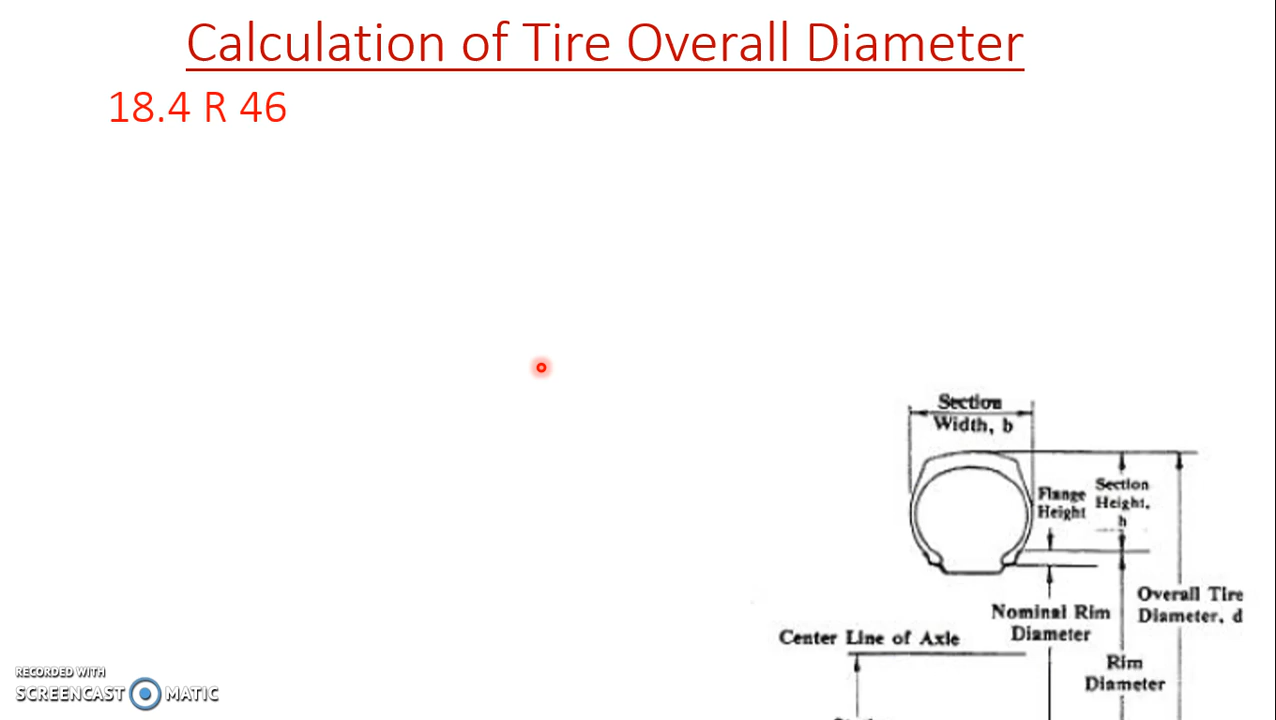 Calculation of Tire Overall Diameter
18.4 R 46
Section
Width, b
Flange
Height
Section
Height,
h
Overall Tire
Diameter, d
Nominal Rim
Diameter
Center Line of Axle
Rim
Diameter
RECORDED WITH
SCREENCAST MATIC